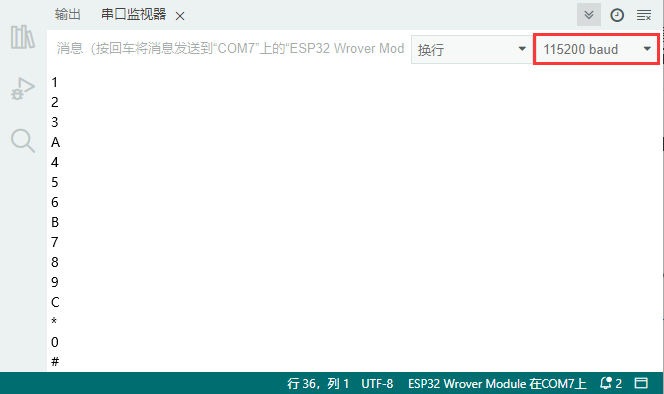 输出 串口监视器
消息（按回车将消息发送到“COM7”上的“ESP32 Wrover Mod 换行 115200 baud
1
2
3
A
4
5
6
B
7
8
9
C
*
0
#
行 36，列 1 UTF-8 ESP32 Wrover Module 在COM7上 2